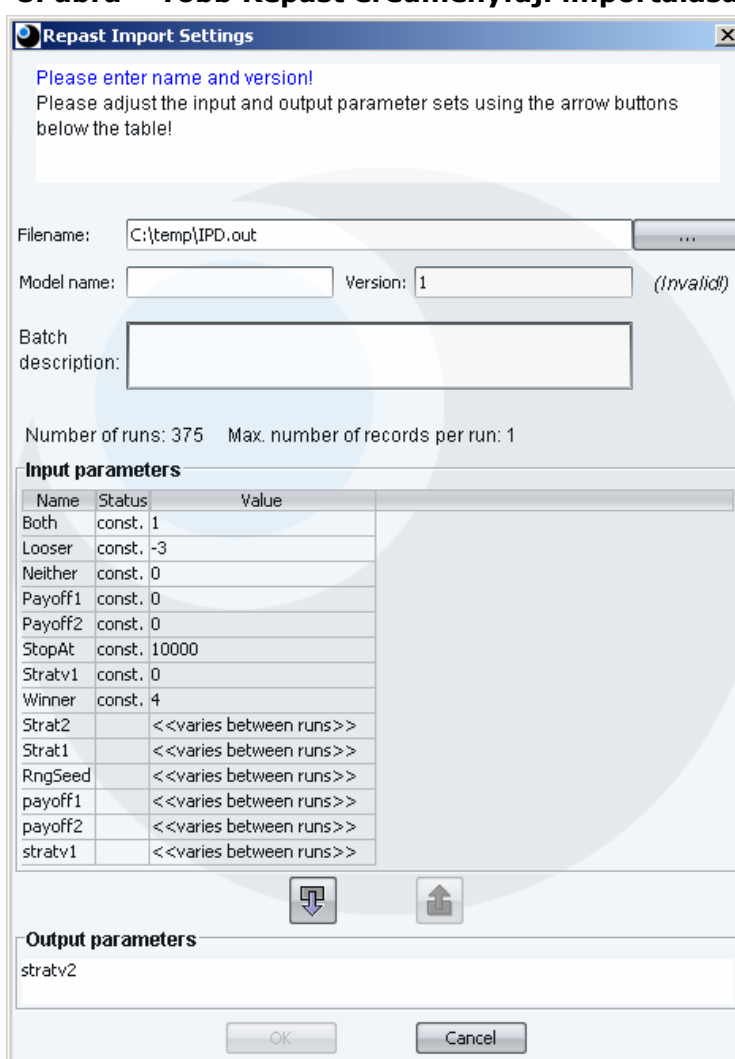 Repast Import Settings
Please enter name and version!
Please adjust the input and output parameter sets using the arrow buttons
below the table!
Filename: C:\temp\IPD.out ...
Model name: Version: 1 (Invalid!)
Batch
description:
Number of runs: 375 Max. number of records per run: 1
Input parameters
Name Status Value
Both const. 1
Looser const. -3
Neither const. 0
Payoff1 const. 0
Payoff2 const. 0
StopAt const. 10000
Stratv1 const. 0
Winner const. 4
Strat2 <<varies between runs>>
Strat1 <<varies between runs>>
RngSeed <<varies between runs>>
payoff1 <<varies between runs>>
payoff2 <<varies between runs>>
stratv1 <<varies between runs>>
Output parameters
stratv2
OK Cancel